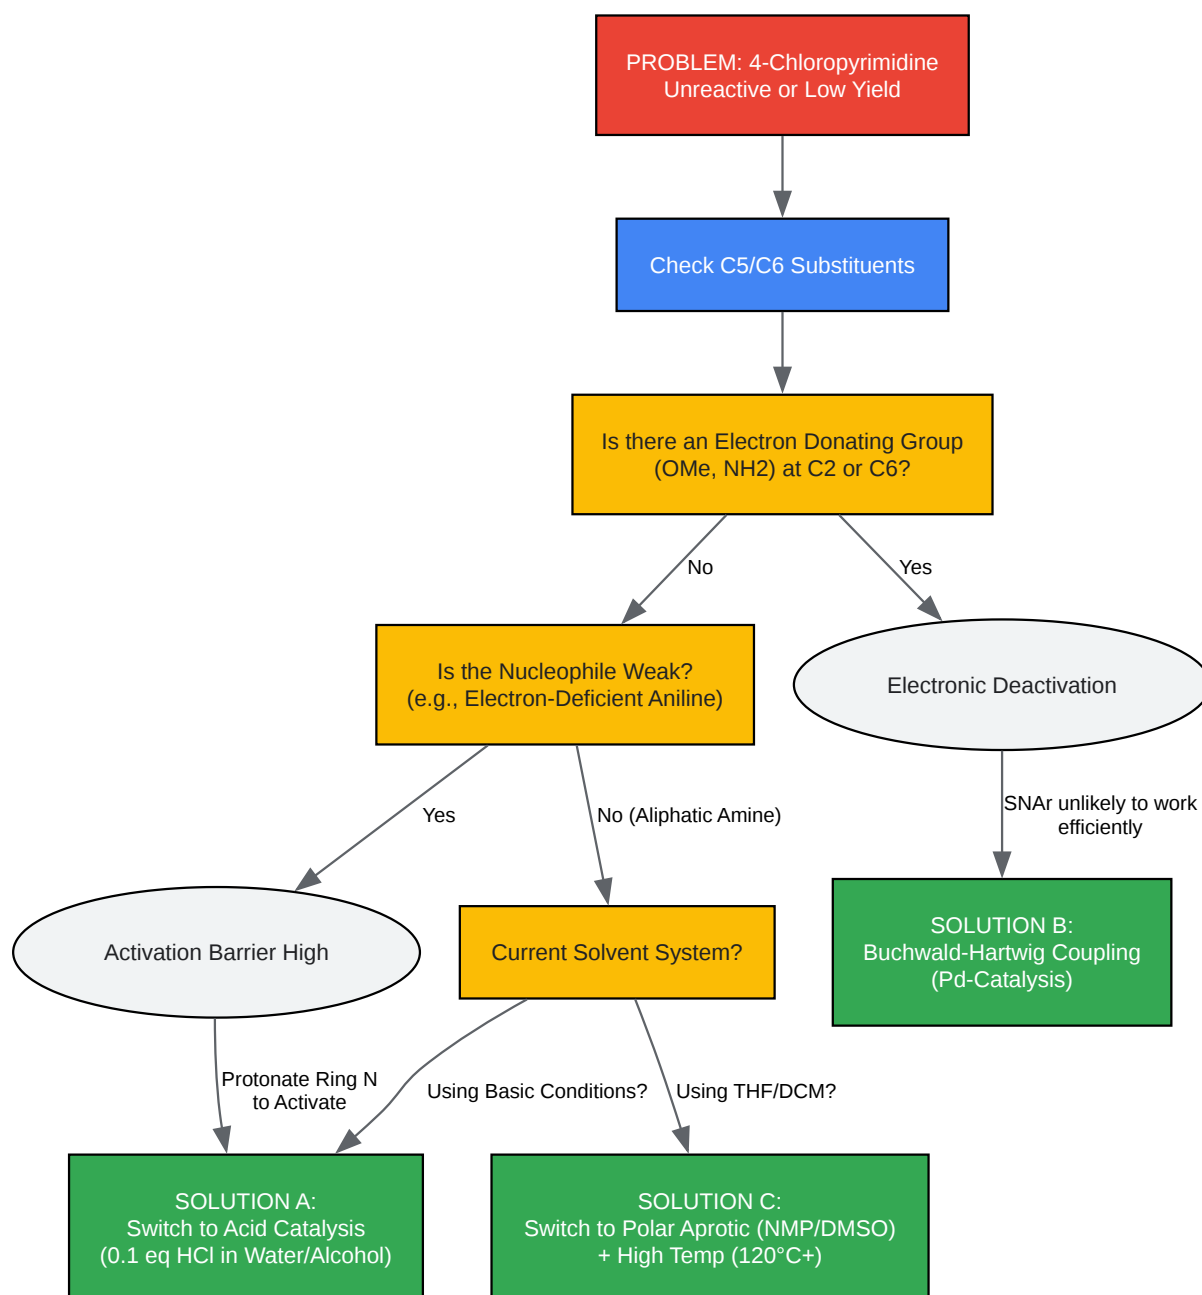 PROBLEM: 4-Chloropyrimidine
Unreactive or Low Yield
Check C5/C6 Substituents
Is there an Electron Donating Group
(OMe, NH2) at C2 or C6?
No
Yes
Is the Nucleophile Weak?
(e.g., Electron-Deficient Aniline)
Electronic Deactivation
Yes
No (Aliphatic Amine)
SNAr unlikely to work
efficiently
Activation Barrier High
Current Solvent System?
SOLUTION B:
Buchwald-Hartwig Coupling
(Pd-Catalysis)
Protonate Ring N
to Activate
Using Basic Conditions?
Using THF/DCM?
SOLUTION A:
Switch to Acid Catalysis
(0.1 eq HCl in Water/Alcohol)
SOLUTION C:
Switch to Polar Aprotic (NMP/DMSO)
+ High Temp (120°C+)